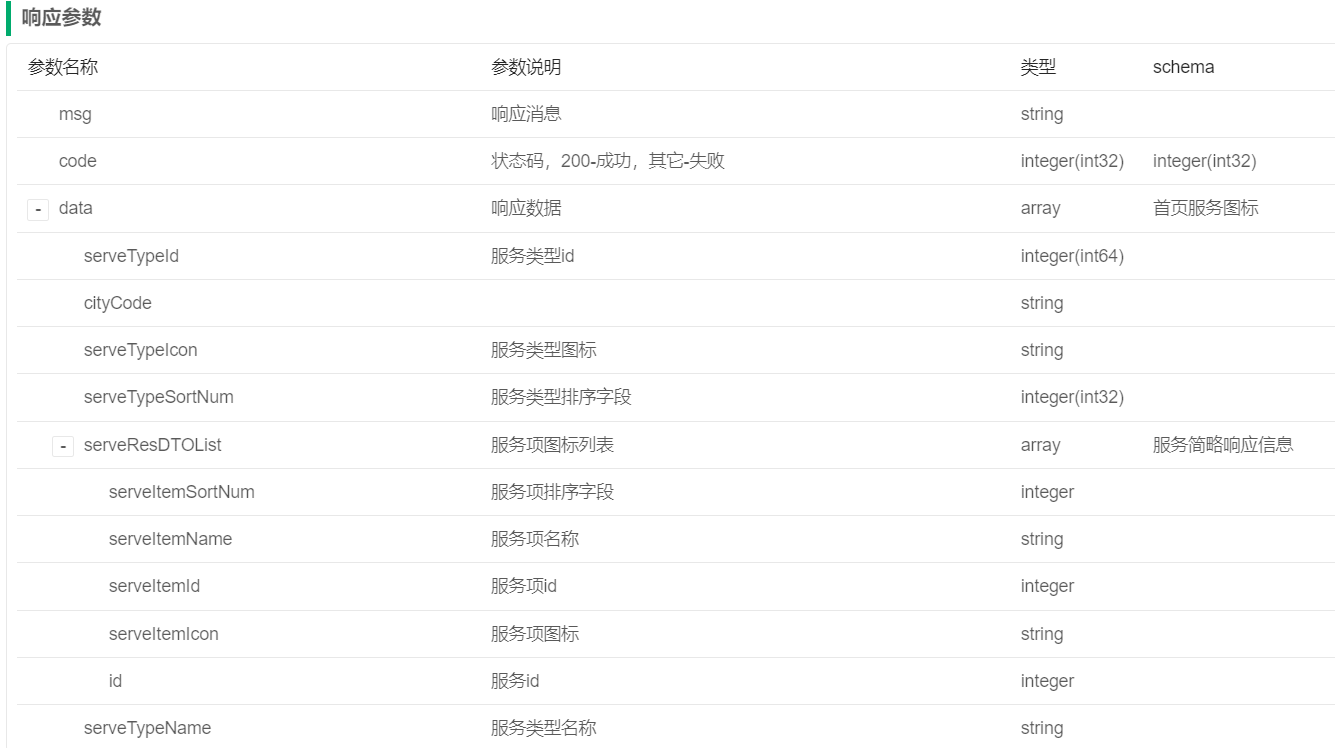 响应参数
参数名称 参数说明 类型 schema
msg 响应消息 string
code 状态码，200-成功，其它-失败 integer(int32) integer(int32)
- data 响应数据 array 首页服务图标
serveTypeId 服务类型id integer(int64)
cityCode string
serveTypeIcon 服务类型图标 string
serveTypeSortNum 服务类型排序字段 integer(int32)
- serveResDTOList 服务项图标列表 array 服务简略响应信息
serveItemSortNum 服务项排序字段 integer
serveItemName 服务项名称 string
serveItemId 服务项id integer
serveItemIcon 服务项图标 string
id 服务id integer
serveTypeName 服务类型名称 string